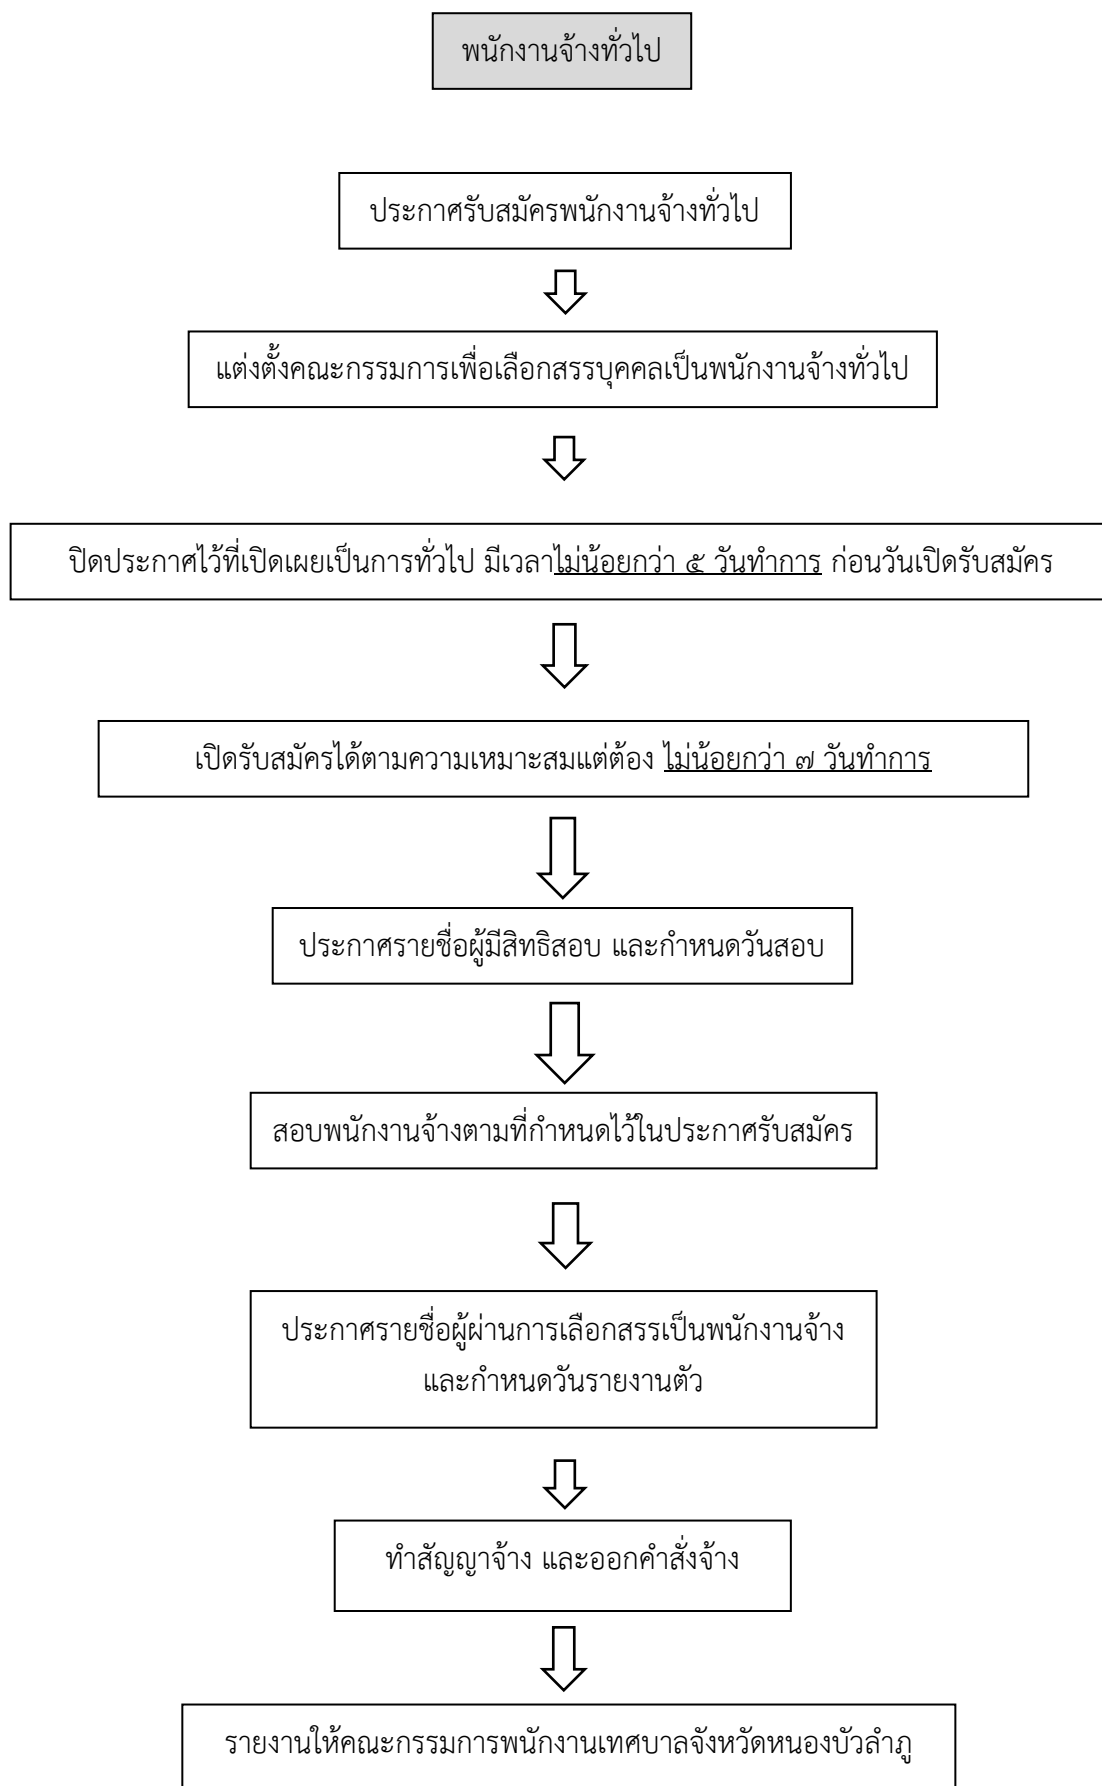 พนักงานจ้างทั่วไป
ประกาศรับสมัครพนักงานจ้างทั่วไป
แต่งตั้งคณะกรรมการเพื่อเลือกสรรบุคคลเป็นพนักงานจ้างทั่วไป
ปิดประกาศไว้ที่เปิดเผยเป็นการทั่วไป มีเวลาไม่น้อยกว่า ๕ วันทำการ ก่อนวันเปิดรับสมัคร
เปิดรับสมัครได้ตามความเหมาะสมแต่ต้อง ไม่น้อยกว่า ๗ วันทำการ
ประกาศรายชื่อผู้มีสิทธิสอบ และกำหนดวันสอบ
สอบพนักงานจ้างตามที่กำหนดไว้ในประกาศรับสมัคร
ประกาศรายชื่อผู้ผ่านการเลือกสรรเป็นพนักงานจ้าง
และกำหนดวันรายงานตัว
ทำสัญญาจ้าง และออกคำสั่งจ้าง
รายงานให้คณะกรรมการพนักงานเทศบาลจังหวัดหนองบัวลำภู